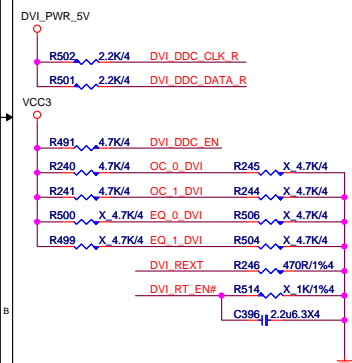 DVI_PWR_5V
R502 2.2K/4 DVI_DDC_CLK_R
R501 2.2K/4 DVI_DDC_DATA_R
VCC3
R491 4.7K/4 DVI_DDC_EN
R240 4.7K/4 OC_0_DVI R245 X_4.7K/4
R241 4.7K/4 OC_1_DVI R244 X_4.7K/4
R500 X_4.7K/4 EQ_0_DVI R506 X_4.7K/4
R499 X_4.7K/4 EQ_1_DVI R504 X_4.7K/4
DVI_REXT R246 470R/1%4
DVI_RT_EN# R514 X_1K/1%4
B
C396 2.2u6.3X4